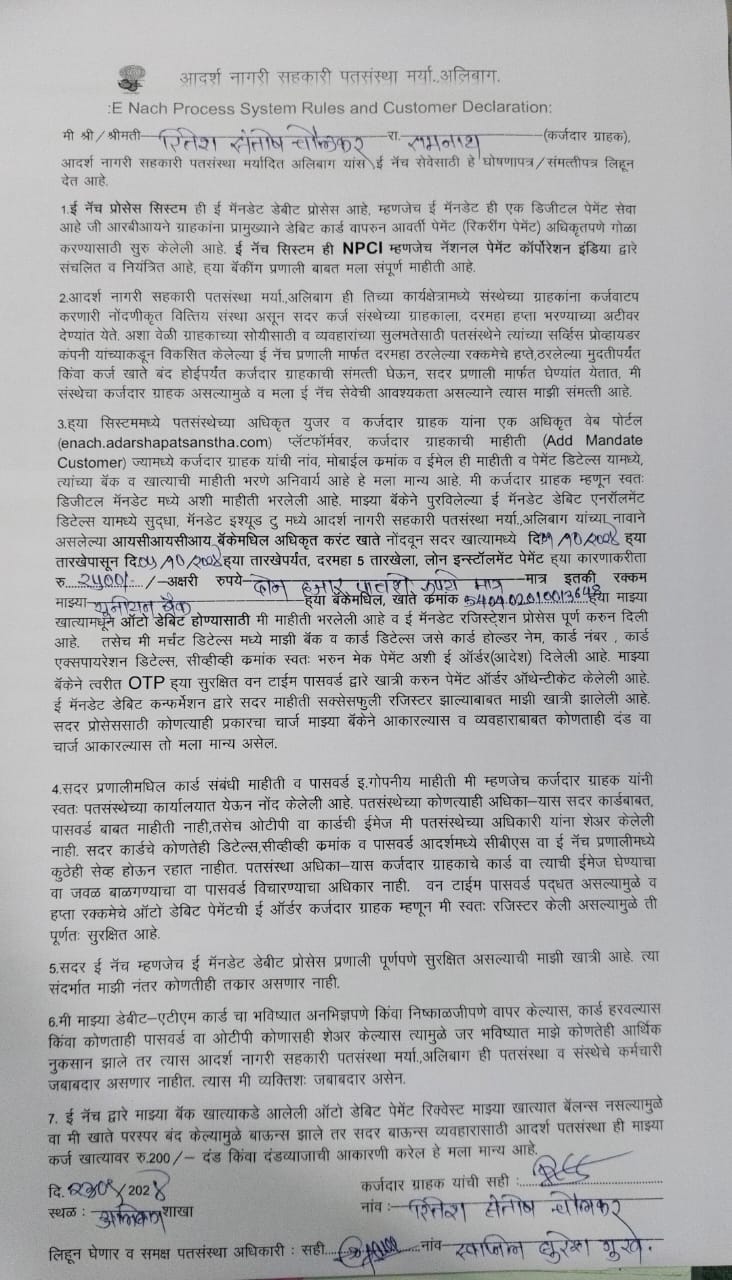 आदर्श नागरी सहकारी पतसंस्था मर्या.,अलिबाग.
:E Nach Process System Rules and Customer Declaration:
मी श्री/श्रीमती रितेश संतोष चौलकर रा. रामनाथ (कर्जदार ग्राहक),
आदर्श नागरी सहकारी पतसंस्था मर्यादित अलिबाग यांस ई नॅच सेवेसाठी हे घोषणापत्र/संमत्तीपत्र लिहून
देत आहे.
1.ई नॅच प्रोसेस सिस्टम ही ई मॅनडेट डेबीट प्रोसेस आहे, म्हणजेच ई मॅनडेट ही एक डिजीटल पेमेंट सेवा
आहे जी आरबीआयने ग्राहकांना प्रामुख्याने डेबिट कार्ड वापरुन आवर्ती पेमेंट (रिकरींग पेमेंट) अधिकृतपणे गोळा
करण्यासाठी सुरु केलेली आहे. ई नॅच सिस्टम ही NPCI म्हणजेच नॅशनल पेमेंट कॉर्पोरेशन इंडिया द्वारे
संचलित व नियंत्रित आहे, हया बॅकींग प्रणाली बाबत मला संपूर्ण माहीती आहे.
2.आदर्श नागरी सहकारी पतसंस्था मर्या.,अलिबाग ही तिच्या कार्यक्षेत्रामध्ये संस्थेच्या ग्राहकांना कर्जवाटप
करणारी नोंदणीकृत वित्तिय संस्था असून सदर कर्ज संस्थेच्या ग्राहकाला, दरमहा हप्ता भरण्याच्या अटीवर
देण्यांत येते. अशा वेळी ग्राहकाच्या सोयीसाठी व व्यवहारांच्या सुलभतेसाठी पतसंस्थेने त्यांच्या सर्व्हिस प्रोव्हायडर
कंपनी यांच्याकडून विकसित केलेल्या ई नॅच प्रणाली मार्फत दरमहा ठरलेल्या रक्कमेचे हप्ते,ठरलेल्या मुदतीपर्यंत
किंवा कर्ज खाते बंद होईपर्यंत कर्जदार ग्राहकाची संमत्ती घेऊन, सदर प्रणाली मार्फत घेण्यांत येतात, मी
संस्थेचा कर्जदार ग्राहक असल्यामुळे व मला ई नॅच सेवेची आवश्यकता असल्याने त्यास माझी संमत्ती आहे.
3.हया सिस्टममध्ये पतसंस्थेच्या अधिकृत युजर व कर्जदार ग्राहक यांना एक अधिकृत वेब पोर्टल
(enach.adarshapatsanstha.com) प्लॅटफॉर्मवर, कर्जदार ग्राहकाची माहीती (Add Mandate
Customer) ज्यामध्ये कर्जदार ग्राहक यांची नांव, मोबाईल क्रमांक व ईमेल ही माहीती व पेमेंट डिटेल्स यामध्ये,
त्यांच्या बॅक व खात्याची माहीती भरणे अनिवार्य आहे हे मला मान्य आहे. मी कर्जदार ग्राहक म्हणून स्वतः
डिजीटल मॅनडेट मध्ये अशी माहीती भरलेली आहे. माझ्या बॅकेने पुरविलेल्या ई मॅनडेट डेबिट एनरॉलमेंट
डिटेल्स यामध्ये सुद्धा, मॅनडेट इश्यूड टु मध्ये आदर्श नागरी सहकारी पतसंस्था मर्या.,अलिबाग यांच्या नावाने
असलेल्या आयसीआयसीआय बॅकेमधिल अधिकृत करंट खाते नोंदवून सदर खात्यामध्ये दि. हया
तारखेपासून दि. हया तारखेपर्यंत, दरमहा 5 तारखेला, लोन इन्स्टॉलमेंट पेमेंट हया कारणाकरीता
रु. 2500/- /-अक्षरी रुपये दोन हजार पाचशे रुपये मात्र मात्र इतकी रक्कम
माझ्या युनीयन बँक हया बॅकेमधिल, खाते क्रमांक हया माझ्या
खात्यामधून ऑटो डेबिट होण्यासाठी मी माहीती भरलेली आहे व ई मॅनडेट रजिस्ट्रेशन प्रोसेस पूर्ण करुन दिली
आहे. तसेच मी मर्चंट डिटेल्स मध्ये माझी बॅक व कार्ड डिटेल्स जसे कार्ड होल्डर नेम, कार्ड नंबर , कार्ड
एक्सपायरेशन डिटेल्स, सीव्हीव्ही क्रमांक स्वतः भरुन मेक पेमेंट अशी ई ऑर्डर(आदेश) दिलेली आहे. माझ्या
बॅकेने त्वरीत OTP हया सुरक्षित वन टाईम पासवर्ड द्वारे खात्री करुन पेमेंट ऑर्डर ऑथेन्टीकेट केलेली आहे.
ई मॅनडेट डेबिट कन्फर्मेशन द्वारे सदर माहीती सक्सेसफुली रजिस्टर झाल्याबाबत माझी खात्री झालेली आहे.
सदर प्रोसेससाठी कोणत्याही प्रकारचा चार्ज माझ्या बॅकेने आकारल्यास व व्यवहाराबाबत कोणताही दंड वा
चार्ज आकारल्यास तो मला मान्य असेल.
4.सदर प्रणालीमधिल कार्ड संबंधी माहीती व पासवर्ड इ.गोपनीय माहीती मी म्हणजेच कर्जदार ग्राहक यांनी
स्वतः पतसंस्थेच्या कार्यालयात येऊन नोंद केलेली आहे. पतसंस्थेच्या कोणत्याही अधिका-यास सदर कार्डबाबत,
पासवर्ड बाबत माहीती नाही,तसेच ओटीपी वा कार्डची ईमेज मी पतसंस्थेच्या अधिकारी यांना शेअर केलेली
नाही. सदर कार्डचे कोणतेही डिटेल्स,सीव्हीव्ही क्रमांक व पासवर्ड आदर्शमध्ये सीबीएस वा ई नॅच प्रणालीमध्ये
कुठेही सेव्ह होऊन रहात नाहीत. पतसंस्था अधिका-यास कर्जदार ग्राहकाचे कार्ड वा त्याची ईमेज घेण्याचा
वा जवळ बाळगण्याचा वा पासवर्ड विचारण्याचा अधिकार नाही. वन टाईम पासवर्ड पद्धत असल्यामुळे व
हप्ता रक्कमेचे ऑटो डेबिट पेमेंटची ई ऑर्डर कर्जदार ग्राहक म्हणून मी स्वतः रजिस्टर केली असल्यामुळे ती
पूर्णतः सुरक्षित आहे.
5.सदर ई नॅच म्हणजेच ई मॅनडेट डेबीट प्रोसेस प्रणाली पूर्णपणे सुरक्षित असल्याची माझी खात्री आहे. त्या
संदर्भात माझी नंतर कोणतीही तक्रार असणार नाही.
6.मी माझ्या डेबीट-एटीएम कार्ड चा भविष्यात अनभिज्ञपणे किंवा निष्काळजीपणे वापर केल्यास, कार्ड हरवल्यास
किंवा कोणताही पासवर्ड वा ओटीपी कोणासही शेअर केल्यास त्यामुळे जर भविष्यात माझे कोणतेही आर्थिक
नुकसान झाले तर त्यास आदर्श नागरी सहकारी पतसंस्था मर्या.,अलिबाग ही पतसंस्था व संस्थेचे कर्मचारी
जबाबदार असणार नाहीत. त्यास मी व्यक्तिशः जबाबदार असेन.
7. ई नॅच द्वारे माझ्या बॅक खात्याकडे आलेली ऑटो डेबिट पेमेंट रिक्वेस्ट माझ्या खात्यात बॅलन्स नसल्यामुळे
वा मी खाते परस्पर बंद केल्यामुळे बाऊन्स झाले तर सदर बाऊन्स व्यवहारासाठी आदर्श पतसंस्था ही माझ्या
कर्ज खात्यावर रु.200/- दंड किंवा दंडव्याजाची आकारणी करेल हे मला मान्य आहे.
दि. /2024 कर्जदार ग्राहक यांची सही :
स्थळ : अलिबाग शाखा नांव : रितेश संतोष चौलकर
लिहून घेणार व समक्ष पतसंस्था अधिकारी : सही नांव स्वप्निल सुरेश गुरखे.